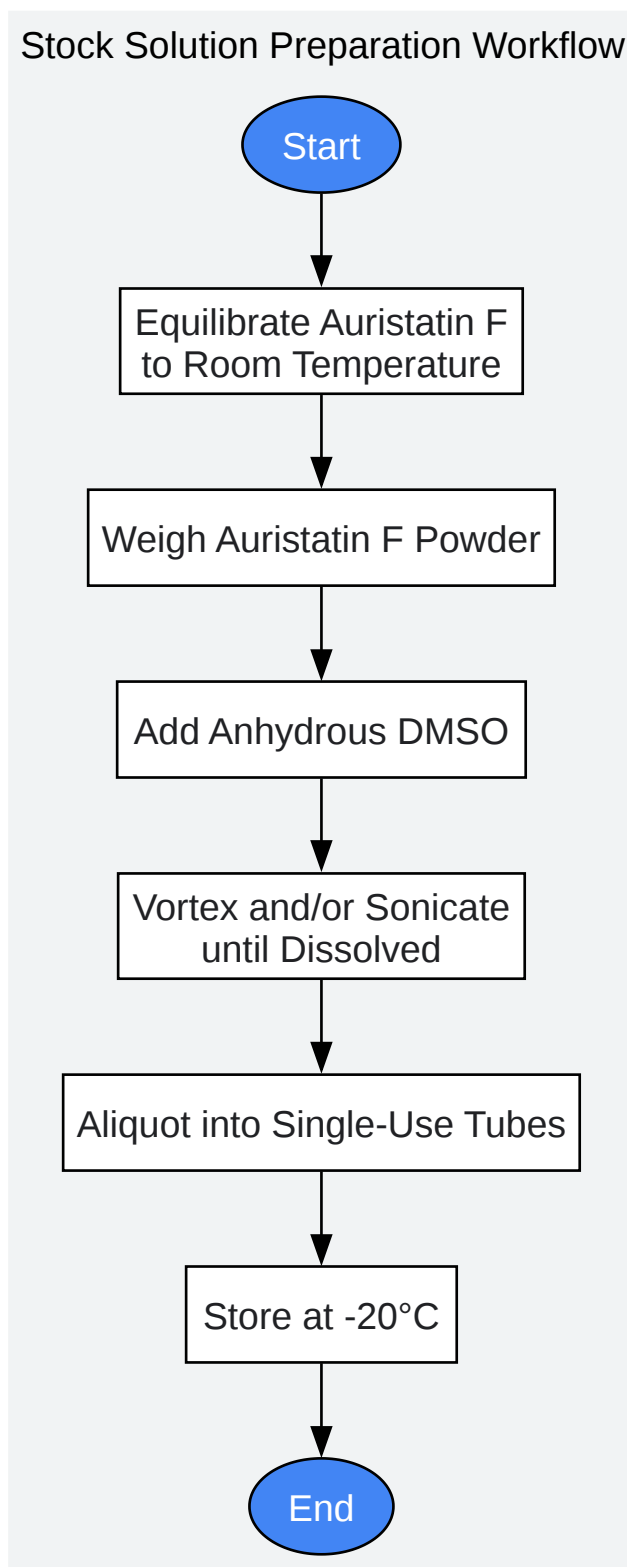 Stock Solution Preparation Workflow
Start
Equilibrate Auristatin F
to Room Temperature
Weigh Auristatin F Powder
Add Anhydrous DMSO
Vortex and/or Sonicate
until Dissolved
Aliquot into Single-Use Tubes
Store at -20°C
End